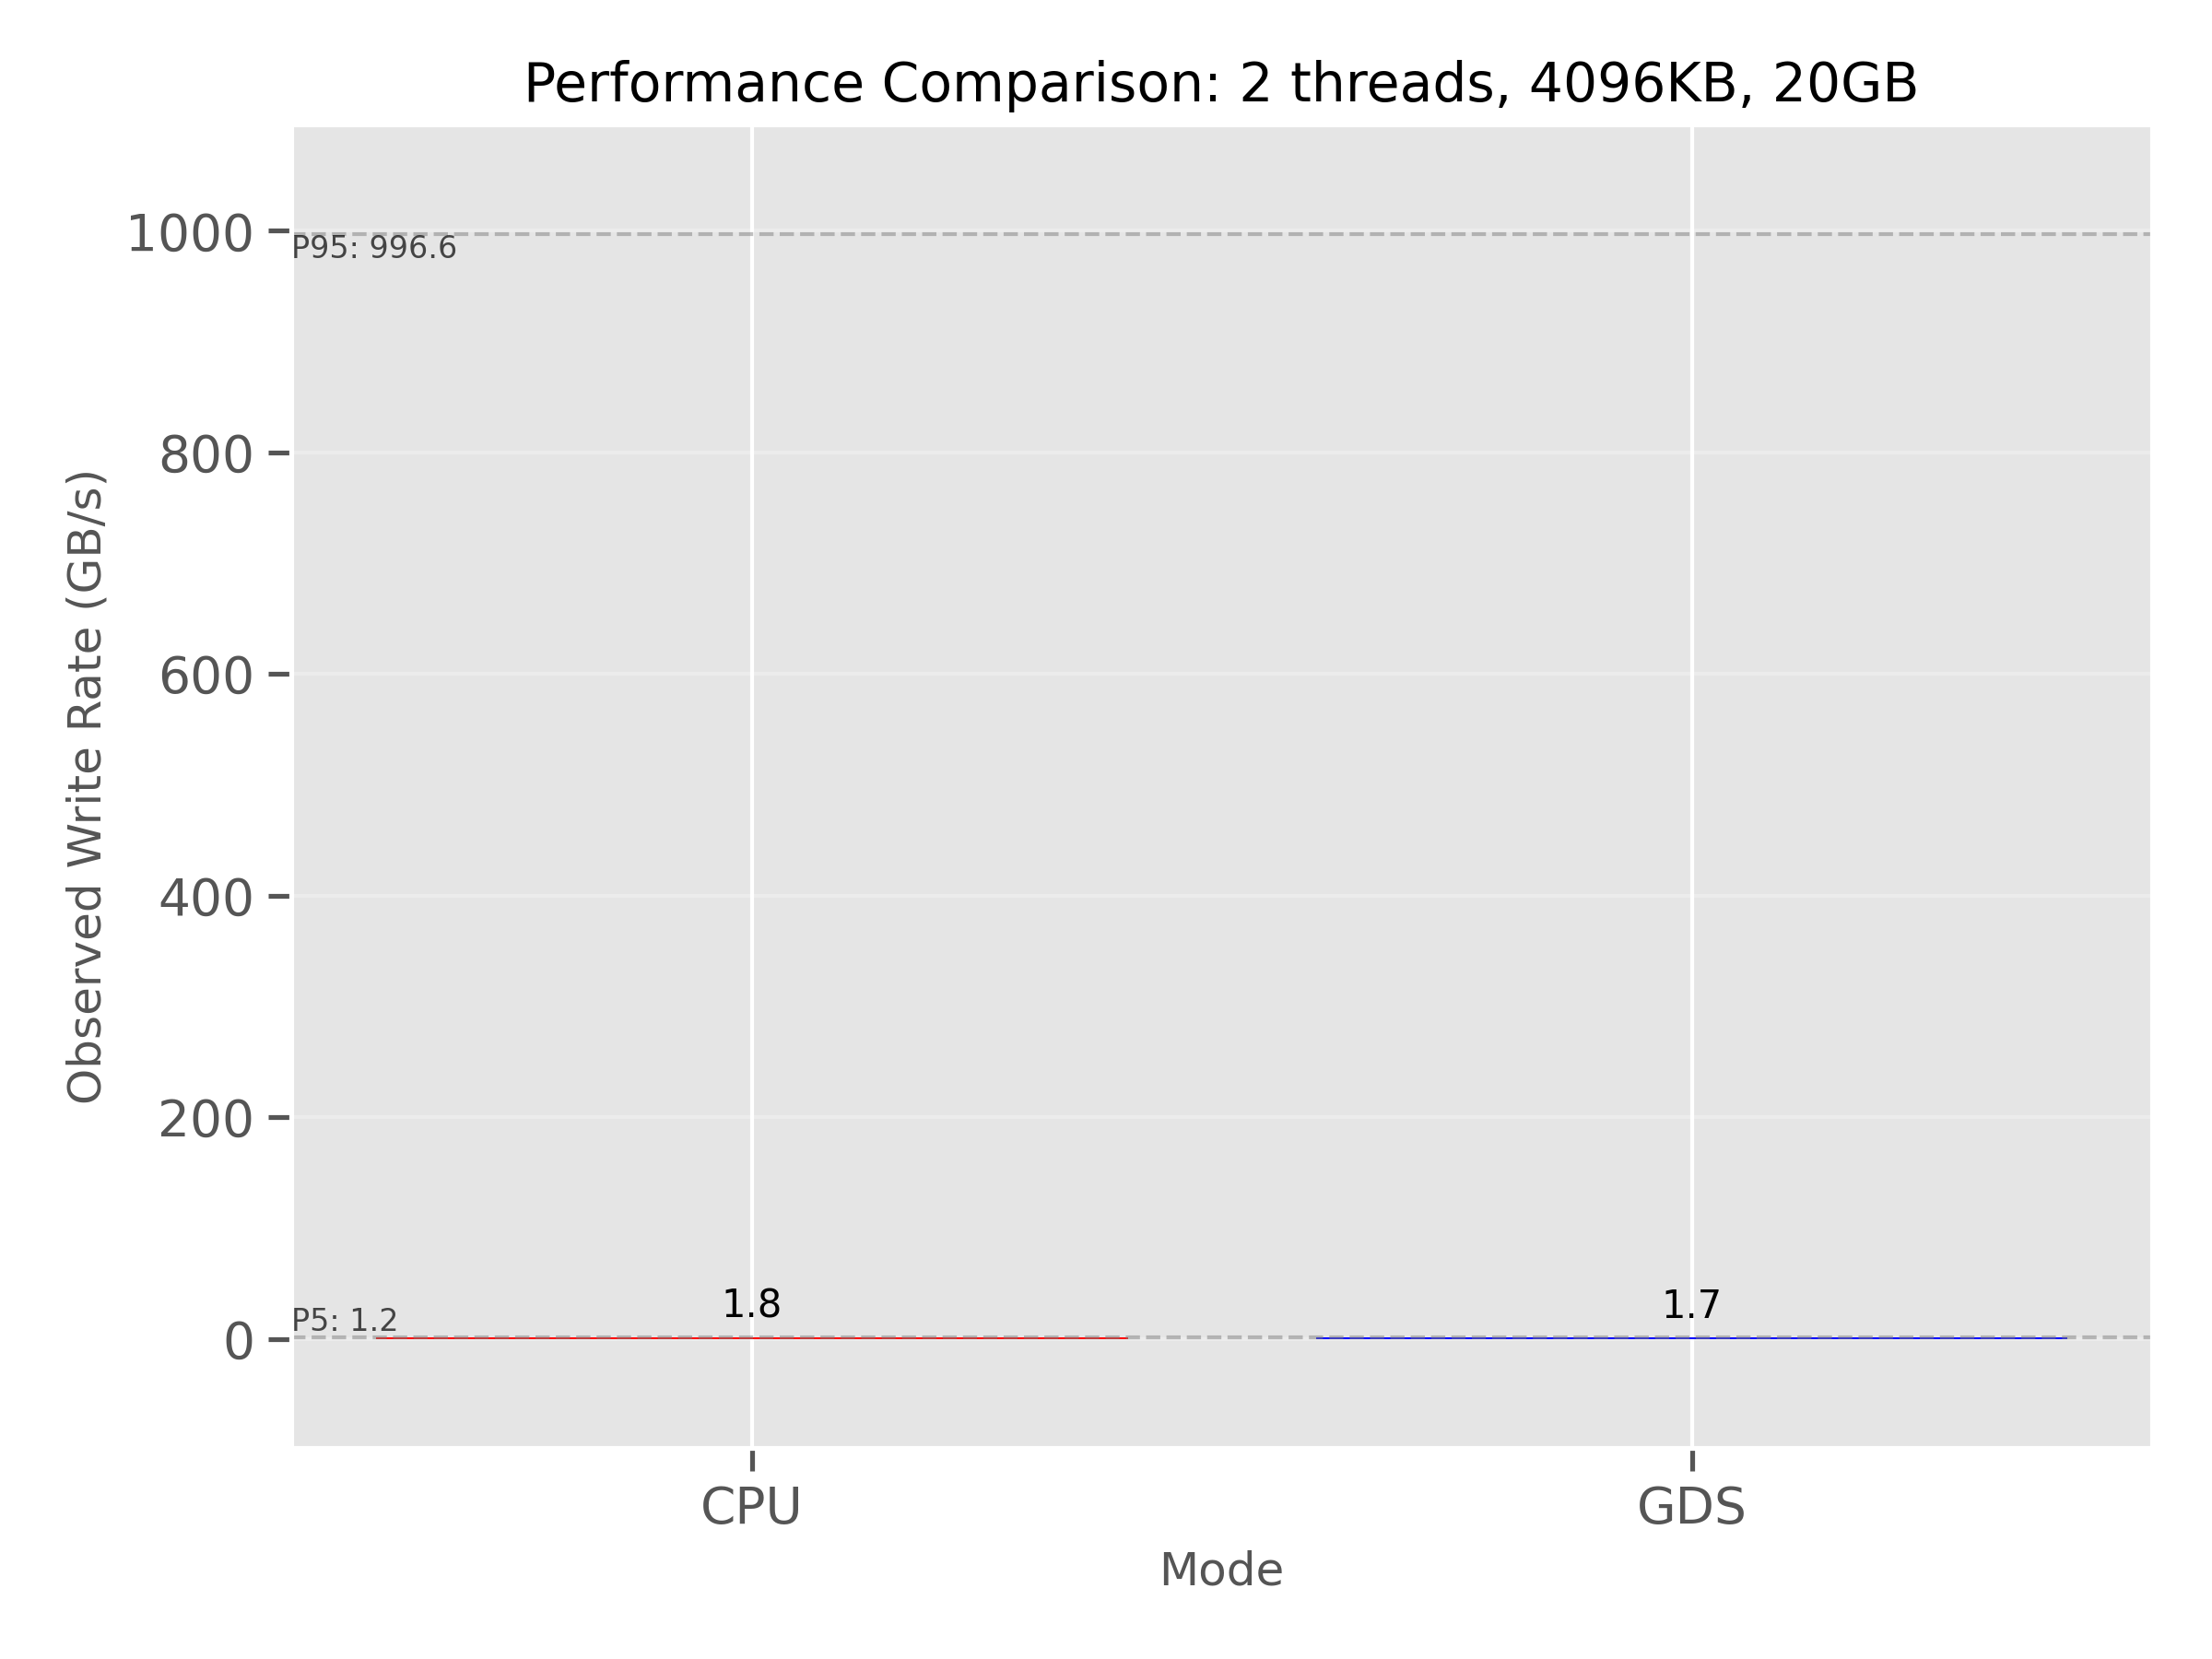 Performance Comparison: 2 threads, 4096KB, 20GB
Observed Write Rate (GB/s)
1000
P95: 996.6
800
600
400
200
1.8
1.7
P5: 1.2
0
CPU
GDS
Mode